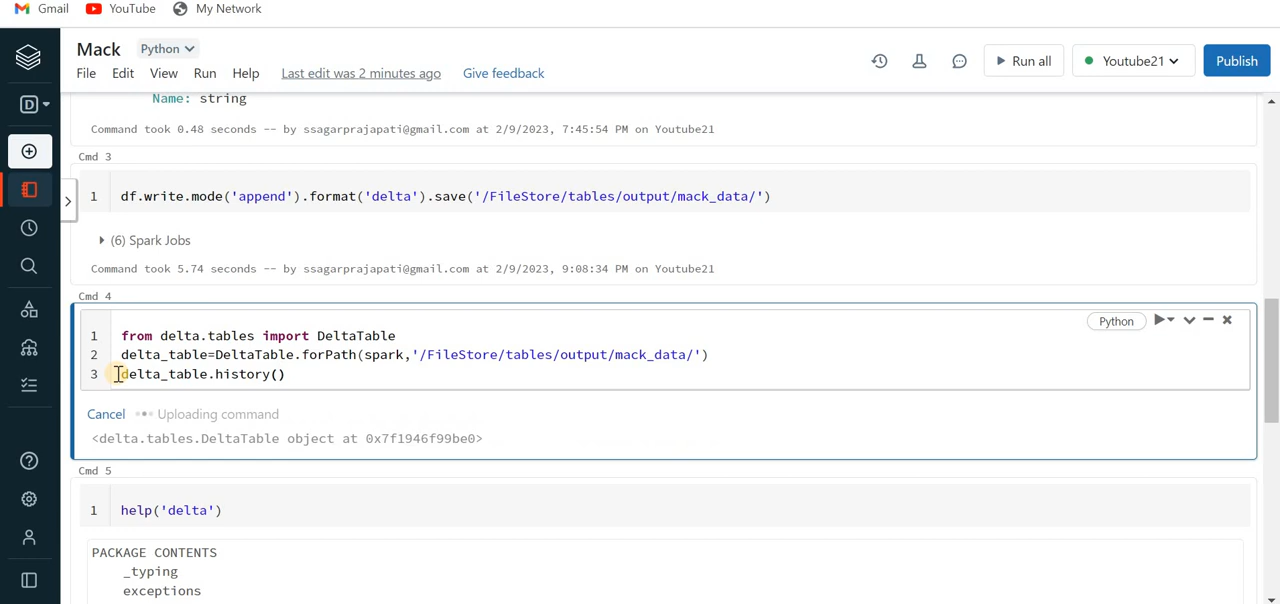 Gmail YouTube My Network
Mack Python
File Edit View Run Help Last edit was 2 minutes ago Give feedback
Run all Youtube21 Publish
D
Name: string
Command took 0.48 seconds -- by ssagarprajapati@gmail.com at 2/9/2023, 7:45:54 PM on Youtube21
Cmd 3
1 df.write.mode('append').format('delta').save('/FileStore/tables/output/mack_data/')
(6) Spark Jobs
Command took 5.74 seconds -- by ssagarprajapati@gmail.com at 2/9/2023, 9:08:34 PM on Youtube21
Cmd 4
Python
1 from delta.tables import DeltaTable
2 delta_table=DeltaTable.forPath(spark,'/FileStore/tables/output/mack_data/')
3 delta_table.history()
Cancel Uploading command
<delta.tables.DeltaTable object at 0x7f1946f99be0>
Cmd 5
1 help('delta')
PACKAGE CONTENTS
_typing
exceptions